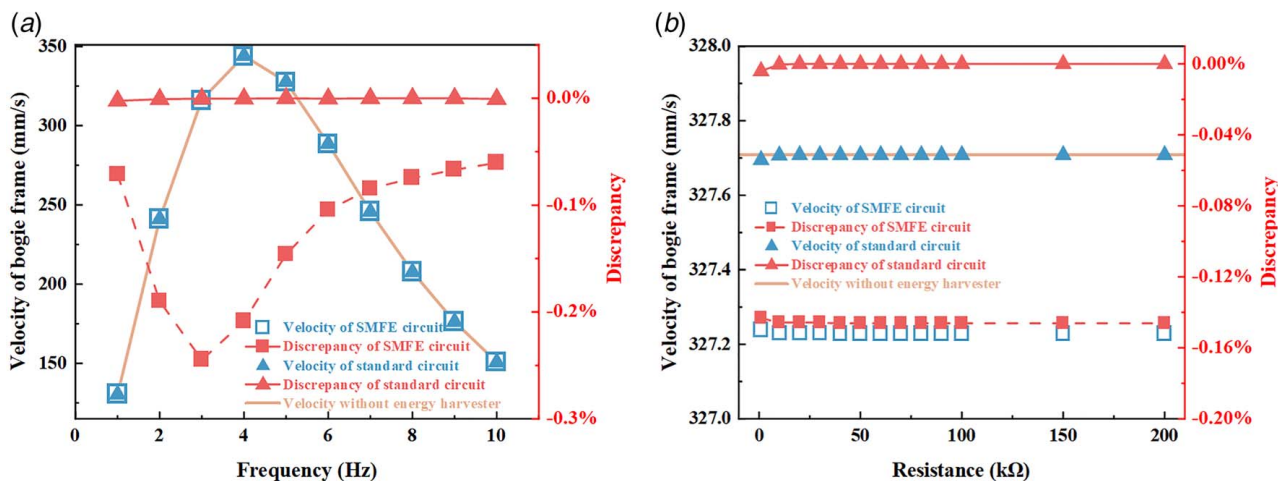 (a)
350
300
250
200
150
Velocity of bogie frame (mm/s)
0.0%
-0.1%
-0.2%
-0.3%
Discrepancy
Velocity of SMFE circuit
Discrepancy of SMFE circuit
Velocity of standard circuit
Discrepancy of standard circuit
Velocity without energy harvester
0 2 4 6 8 10
Frequency (Hz)
(b)
328.0
327.8
327.6
327.4
327.2
327.0
Velocity of bogie frame (mm/s)
0.00%
-0.04%
-0.08%
-0.12%
-0.16%
-0.20%
Discrepancy
Velocity of SMFE circuit
Discrepancy of SMFE circuit
Velocity of standard circuit
Discrepancy of standard circuit
Velocity without energy harvester
0 50 100 150 200
Resistance (kΩ)